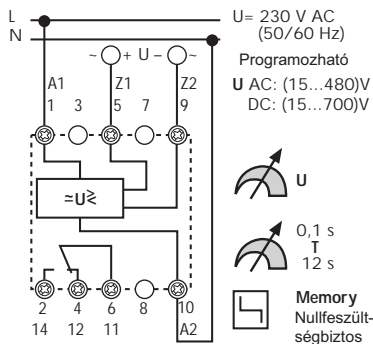 L
N
U= 230 V AC
(50/60 Hz)
~ + U – ~
Programozható
U AC: (15...480)V
DC: (15...700)V
A1 Z1 Z2
1 3 5 7 9
≂U≷
U
0,1 s
T
12 s
2 4 6 8 10
14 12 11 A2
Memory
Nullfeszült-
ségbiztos